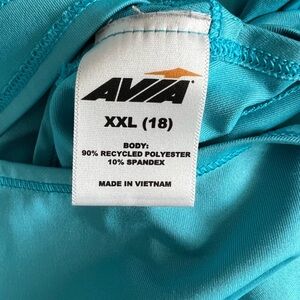 AVIA
XXL (18)
BODY:
90% RECYCLED POLYESTER
10% SPANDEX
MADE IN VIETNAM